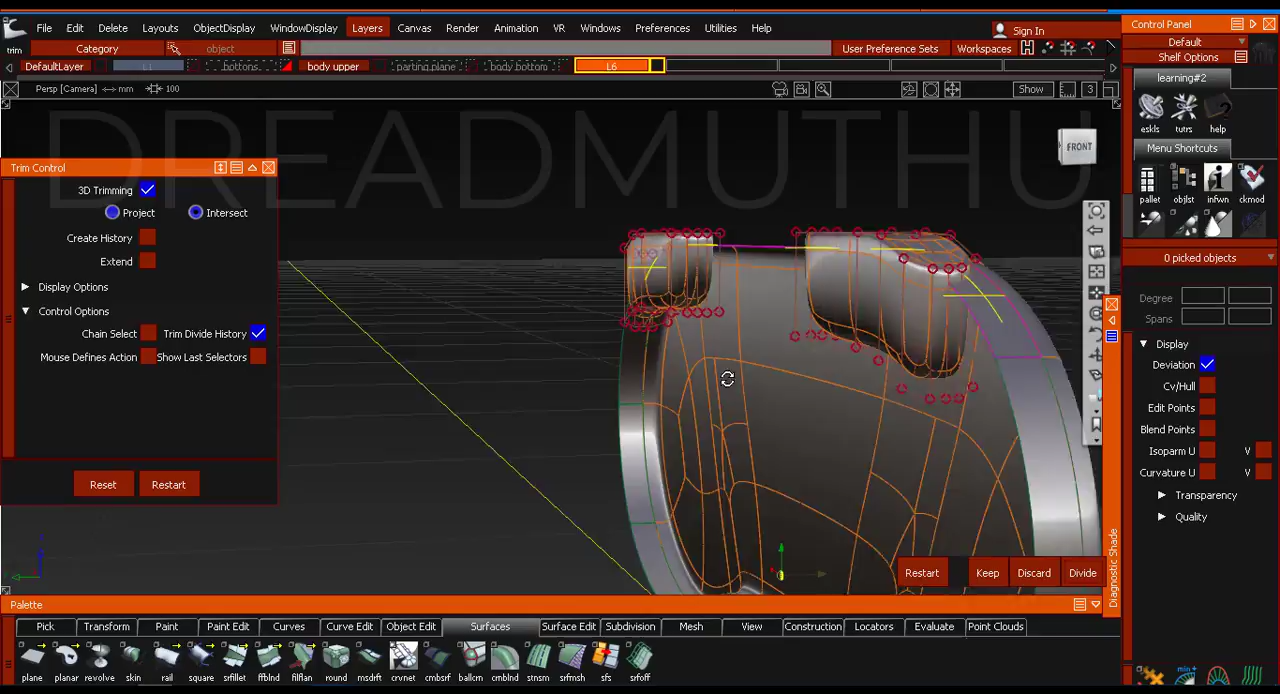 File Edit Delete Layouts ObjectDisplay WindowDisplay Layers Canvas Render Animation VR Windows Preferences Utilities Help
Sign In
trim Category object User Preference Sets Workspaces
DefaultLayer L1 bottons body upper parting plane body bottom L6
Persp [Camera] mm 100 Show 3
DREADMUTHU
FRONT
Trim Control
3D Trimming
Project Intersect
Create History
Extend
Display Options
Control Options
Chain Select Trim Divide History
Mouse Defines Action Show Last Selectors
Reset Restart
Restart Keep Discard Divide
Control Panel
Default
Shelf Options
learning#2
eskls tutrs help
Menu Shortcuts
pallet objlst infwn ckmod
0 picked objects
Degree
Spans
Display
Deviation
Cv/Hull
Edit Points
Blend Points
Isoparm U V
Curvature U V
Transparency
Quality
Diagnostic Shade
Palette
Pick Transform Paint Paint Edit Curves Curve Edit Object Edit Surfaces Surface Edit Subdivision Mesh View Construction Locators Evaluate Point Clouds
plane planar revolve skin rail square srfillet ffblnd filflan round msdrft crvnet cmbsrf ballcrn cmblnd stnsrn srfmsh sfs srfoff